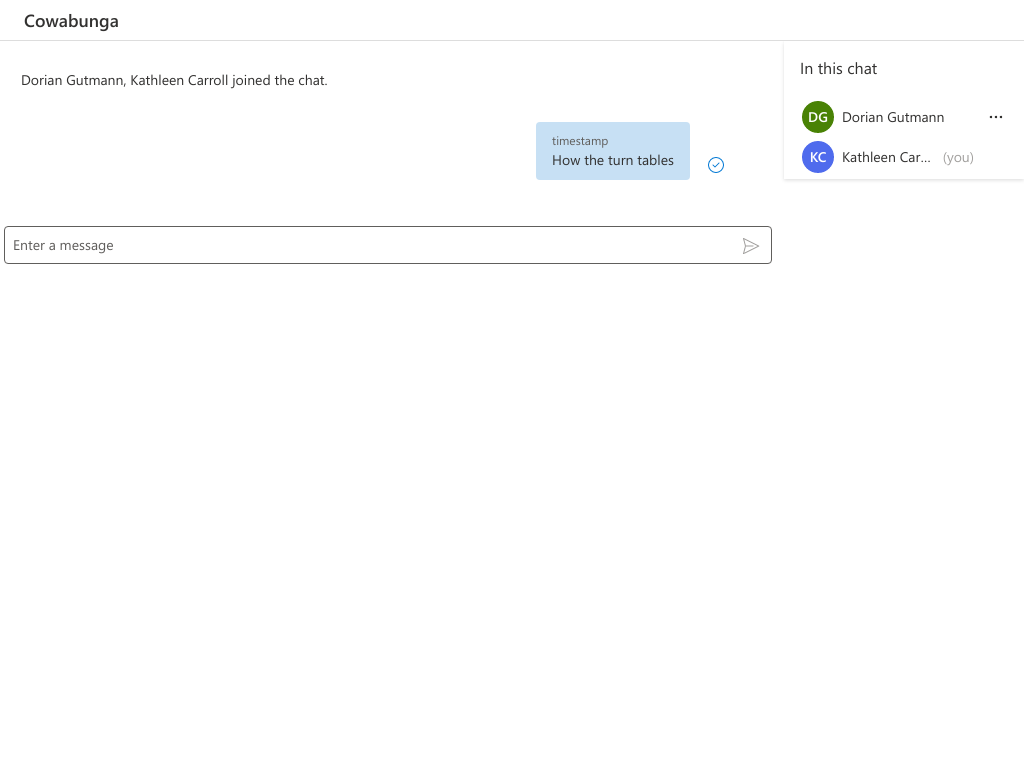 Cowabunga
Dorian Gutmann, Kathleen Carroll joined the chat.
timestamp
How the turn tables
Enter a message
In this chat
DG Dorian Gutmann ...
KC Kathleen Car... (you)